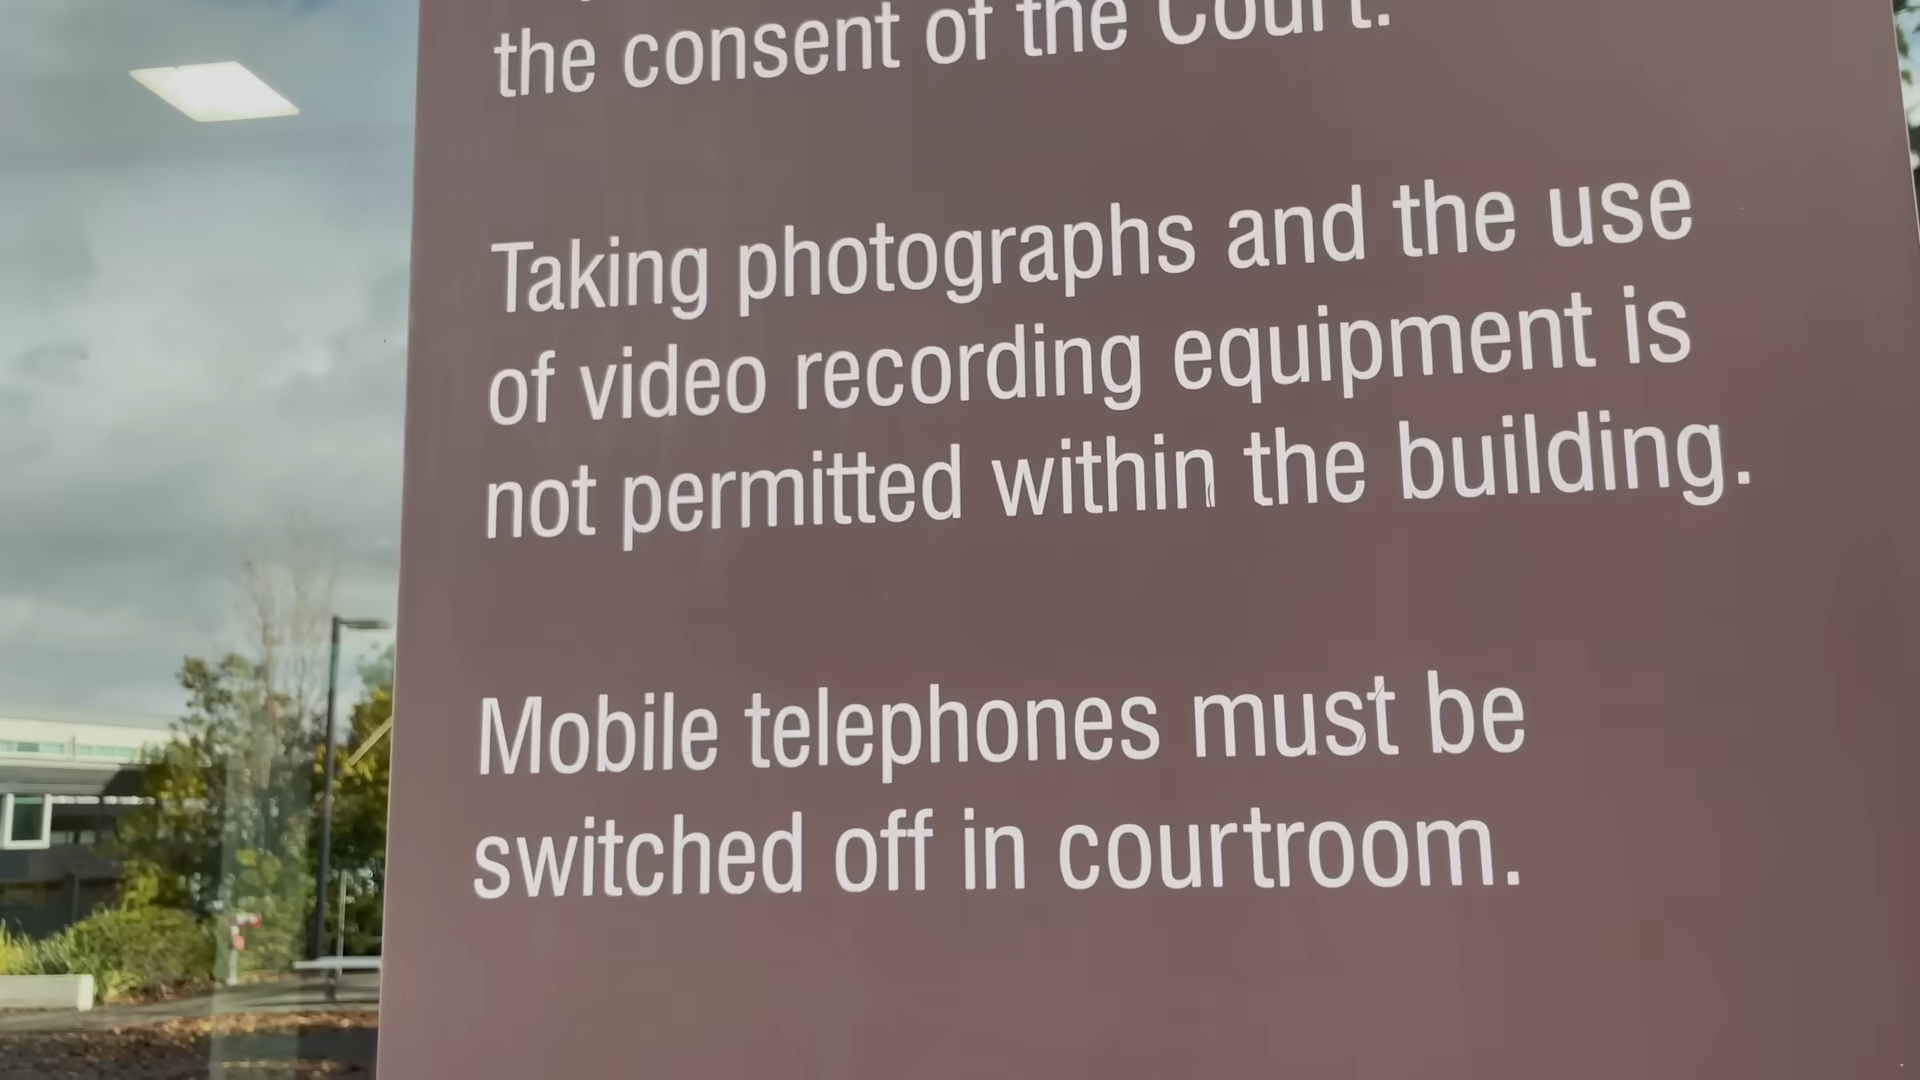 the consent of the Court.
Taking photographs and the use
of video recording equipment is
not permitted within the building.
Mobile telephones must be
switched off in courtroom.